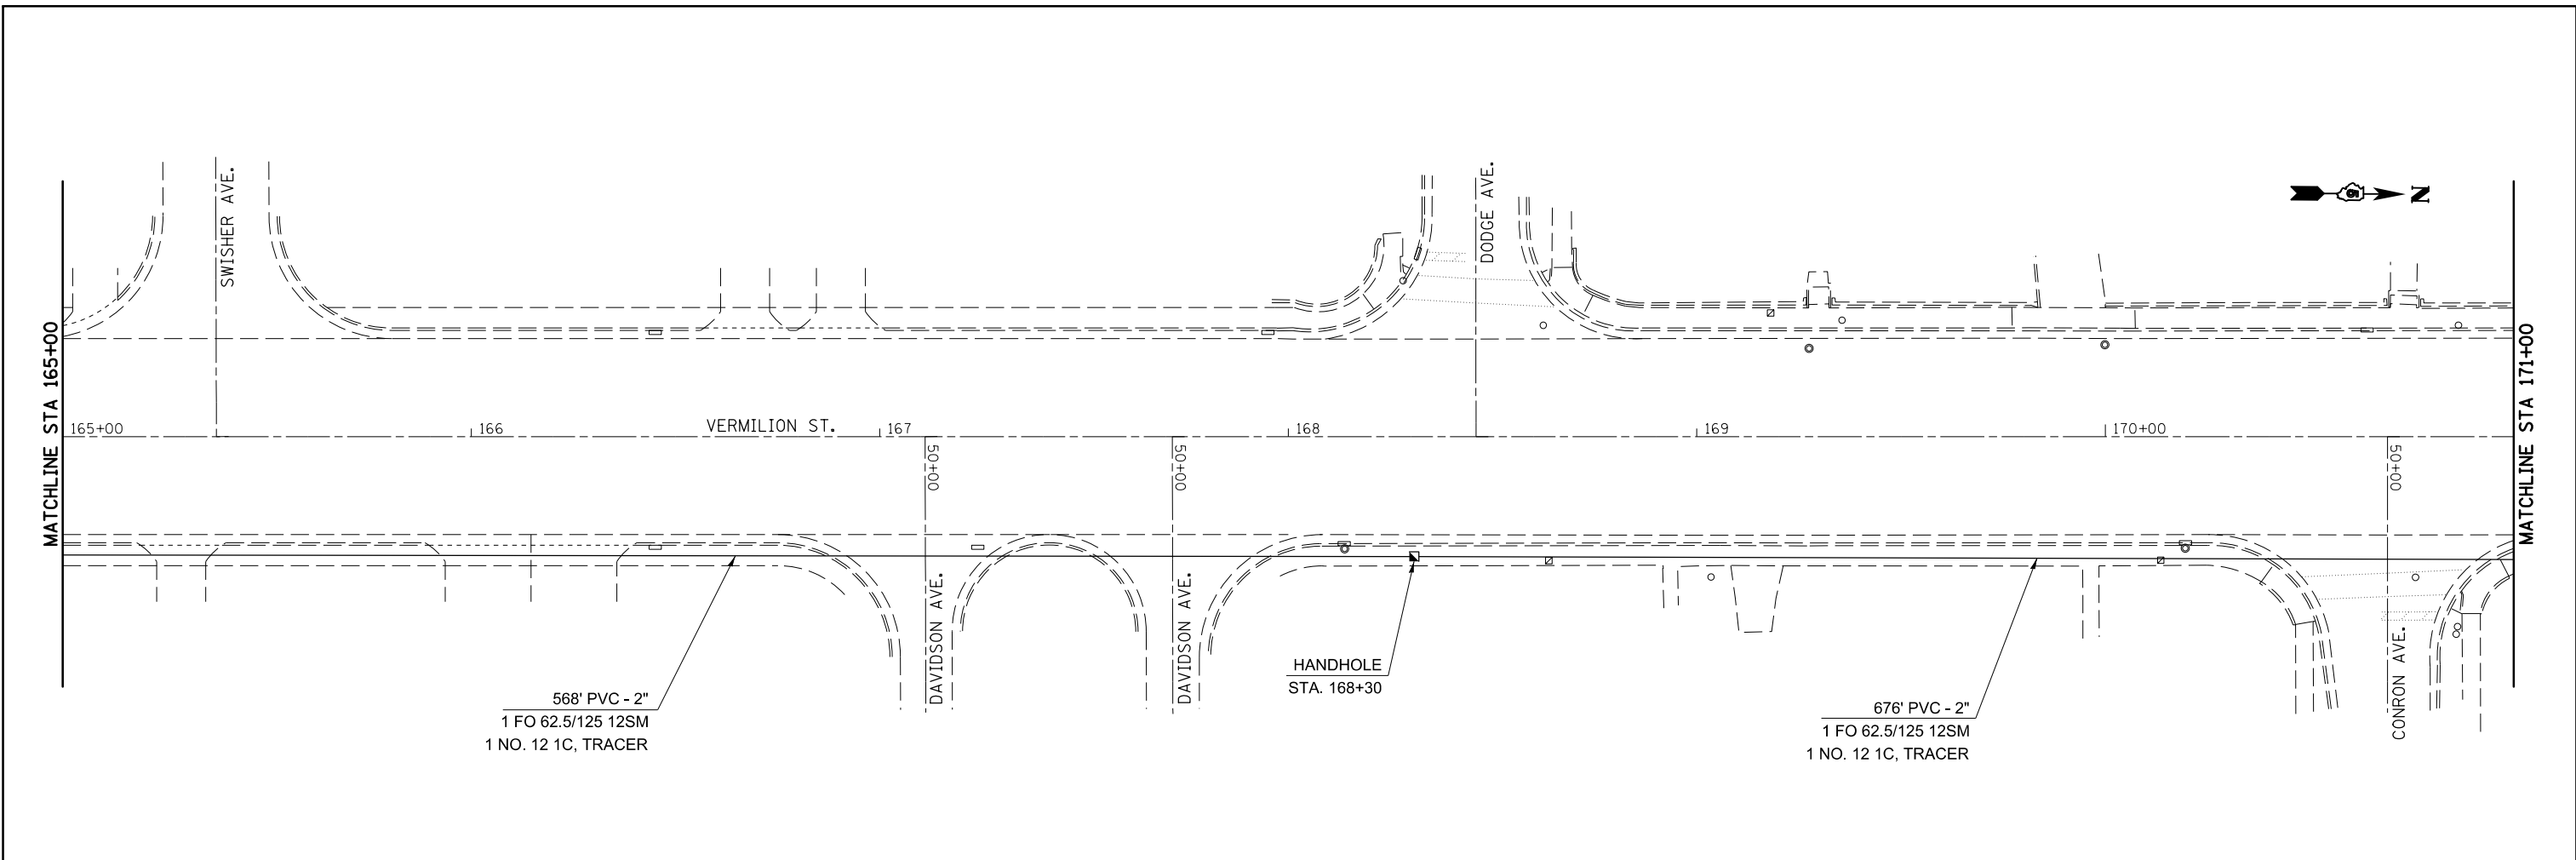 SWISHER AVE.
DODGE AVE.
N
MATCHLINE STA 165+00
165+00
166
VERMILION ST.
167
168
169
170+00
MATCHLINE STA 171+00
50+00
50+00
50+00
DAVIDSON AVE.
DAVIDSON AVE.
CONRON AVE.
HANDHOLE
STA. 168+30
568' PVC - 2"
1 FO 62.5/125 12SM
1 NO. 12 1C, TRACER
676' PVC - 2"
1 FO 62.5/125 12SM
1 NO. 12 1C, TRACER